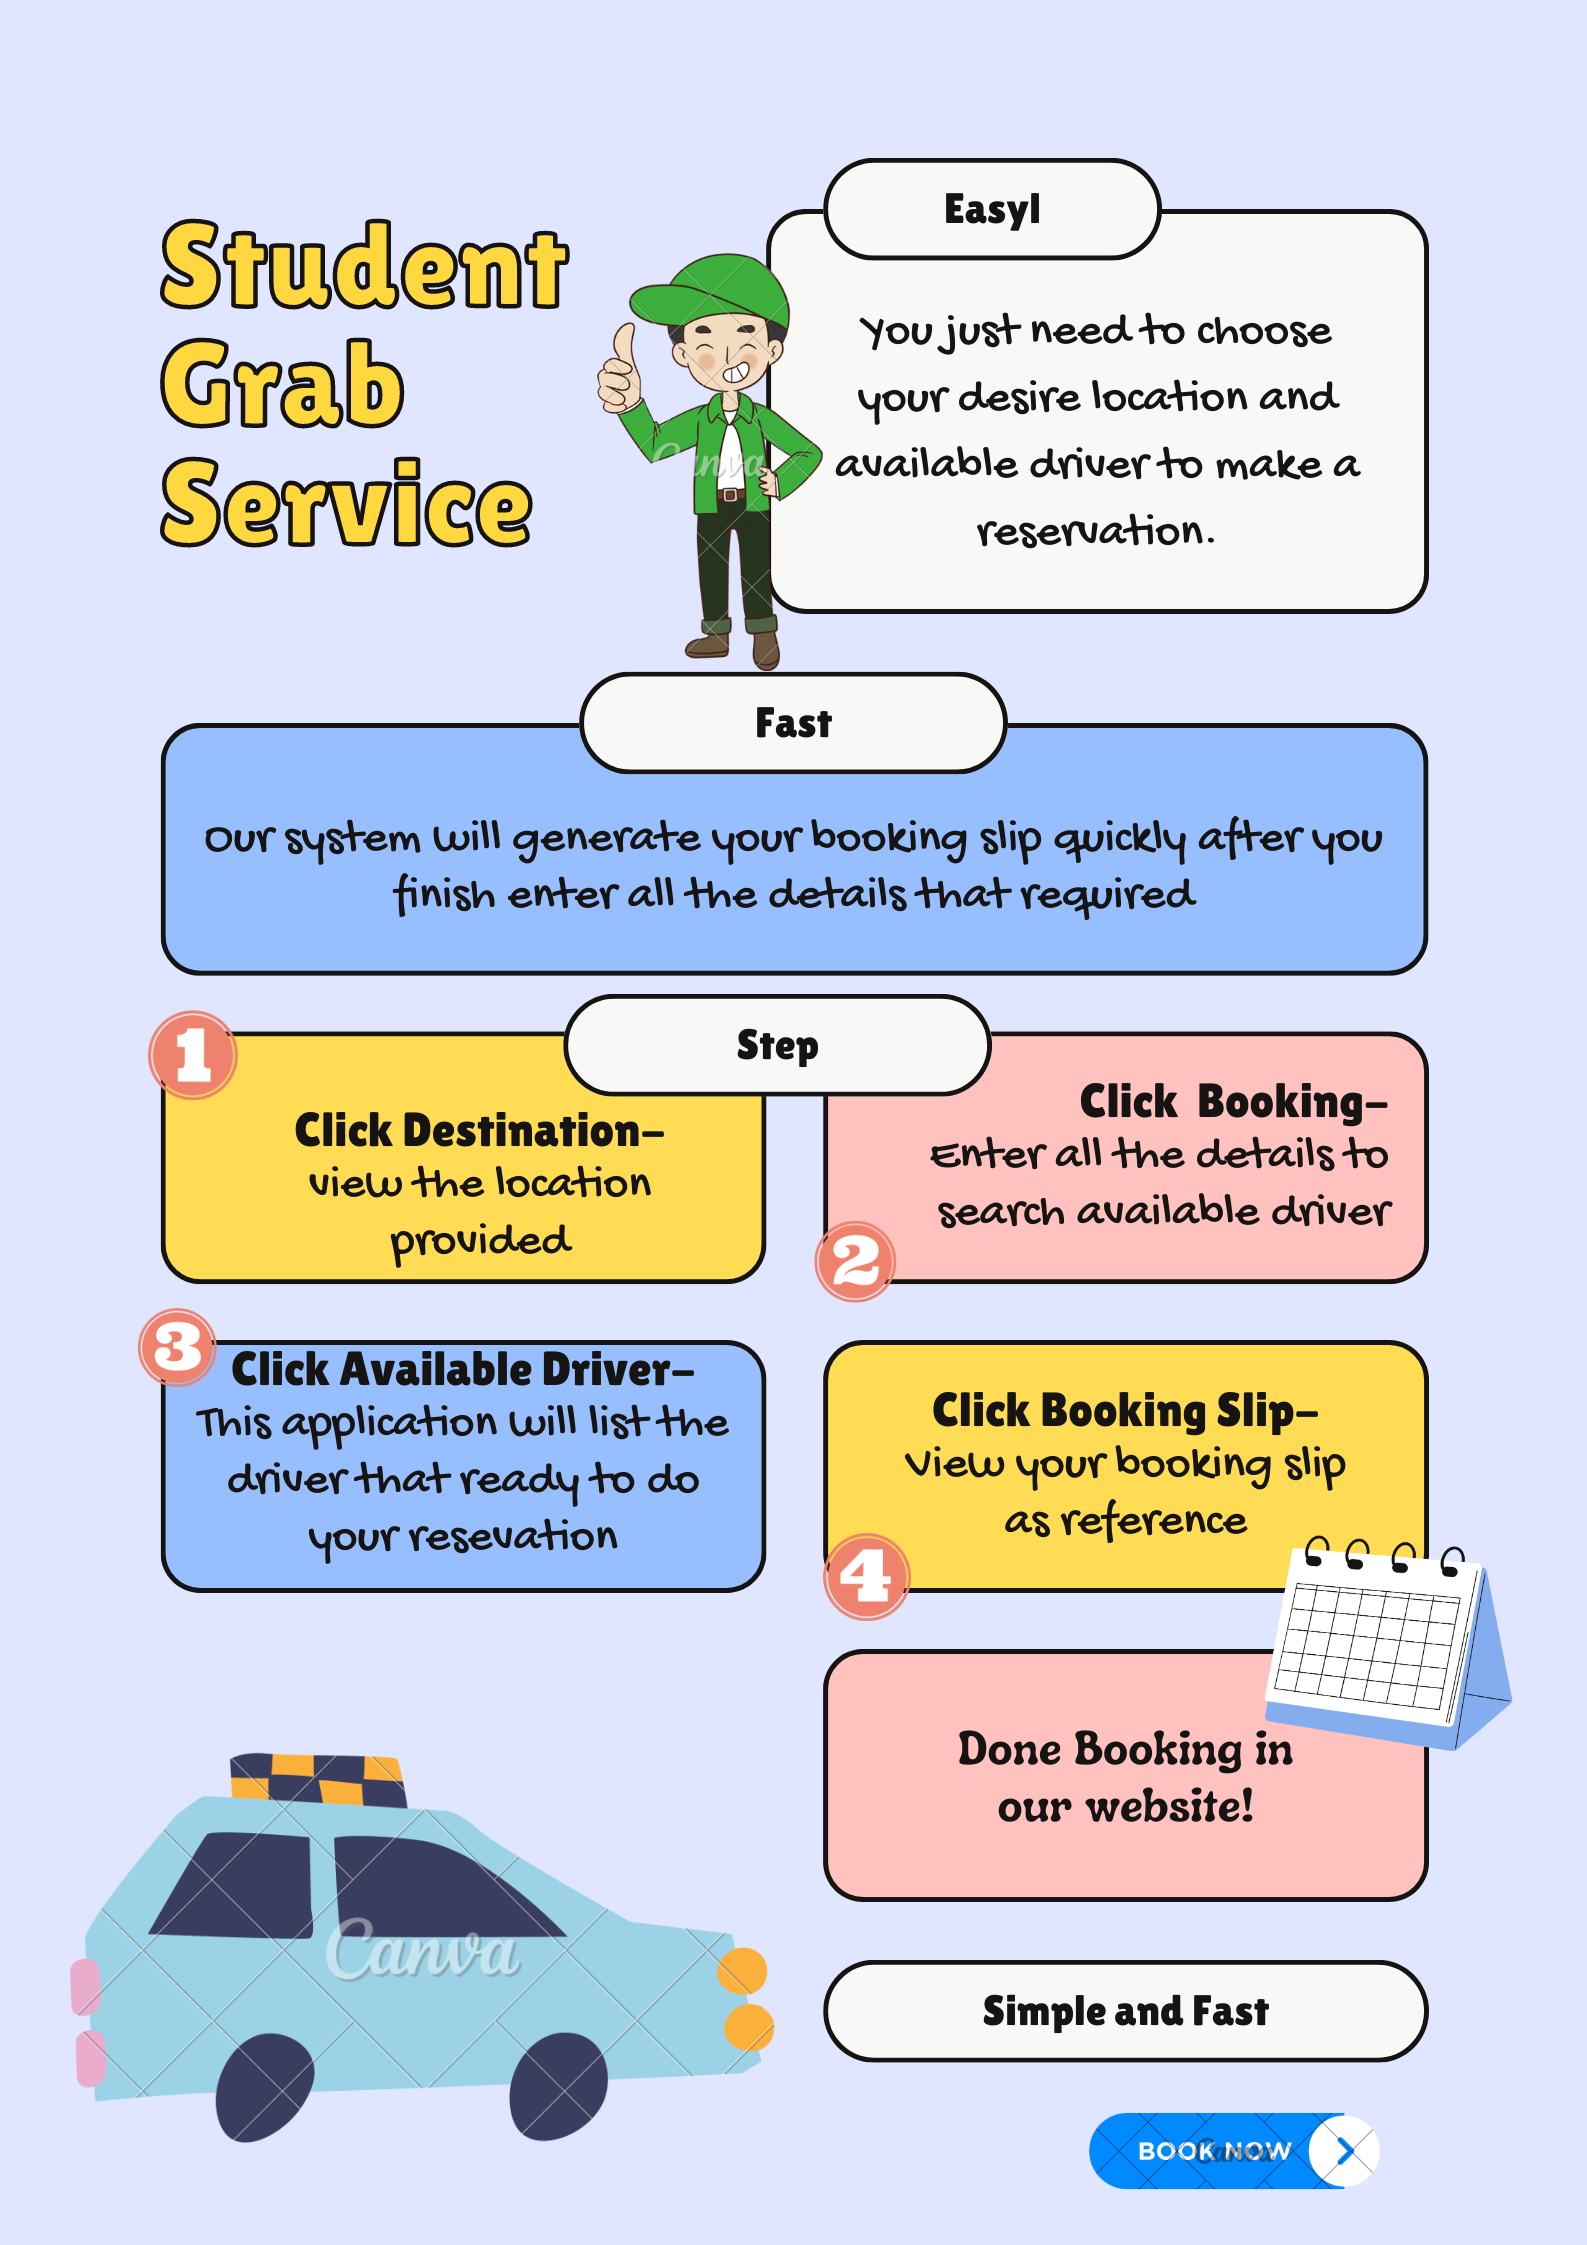 Student
Grab
Service
Easyl
You just need to choose
your desire location and
available driver to make a
reservation.
Canva
Fast
Our system will generate your booking slip quickly after you
finish enter all the details that required
Step
1
Click Destination-
view the location
provided
Click Booking-
Enter all the details to
search available driver
2
3
Click Available Driver-
This application will list the
driver that ready to do
your resevation
Click Booking Slip-
View your booking slip
as reference
4
Done Booking in
our website!
Canva
Simple and Fast
BOOK NOW
Canva